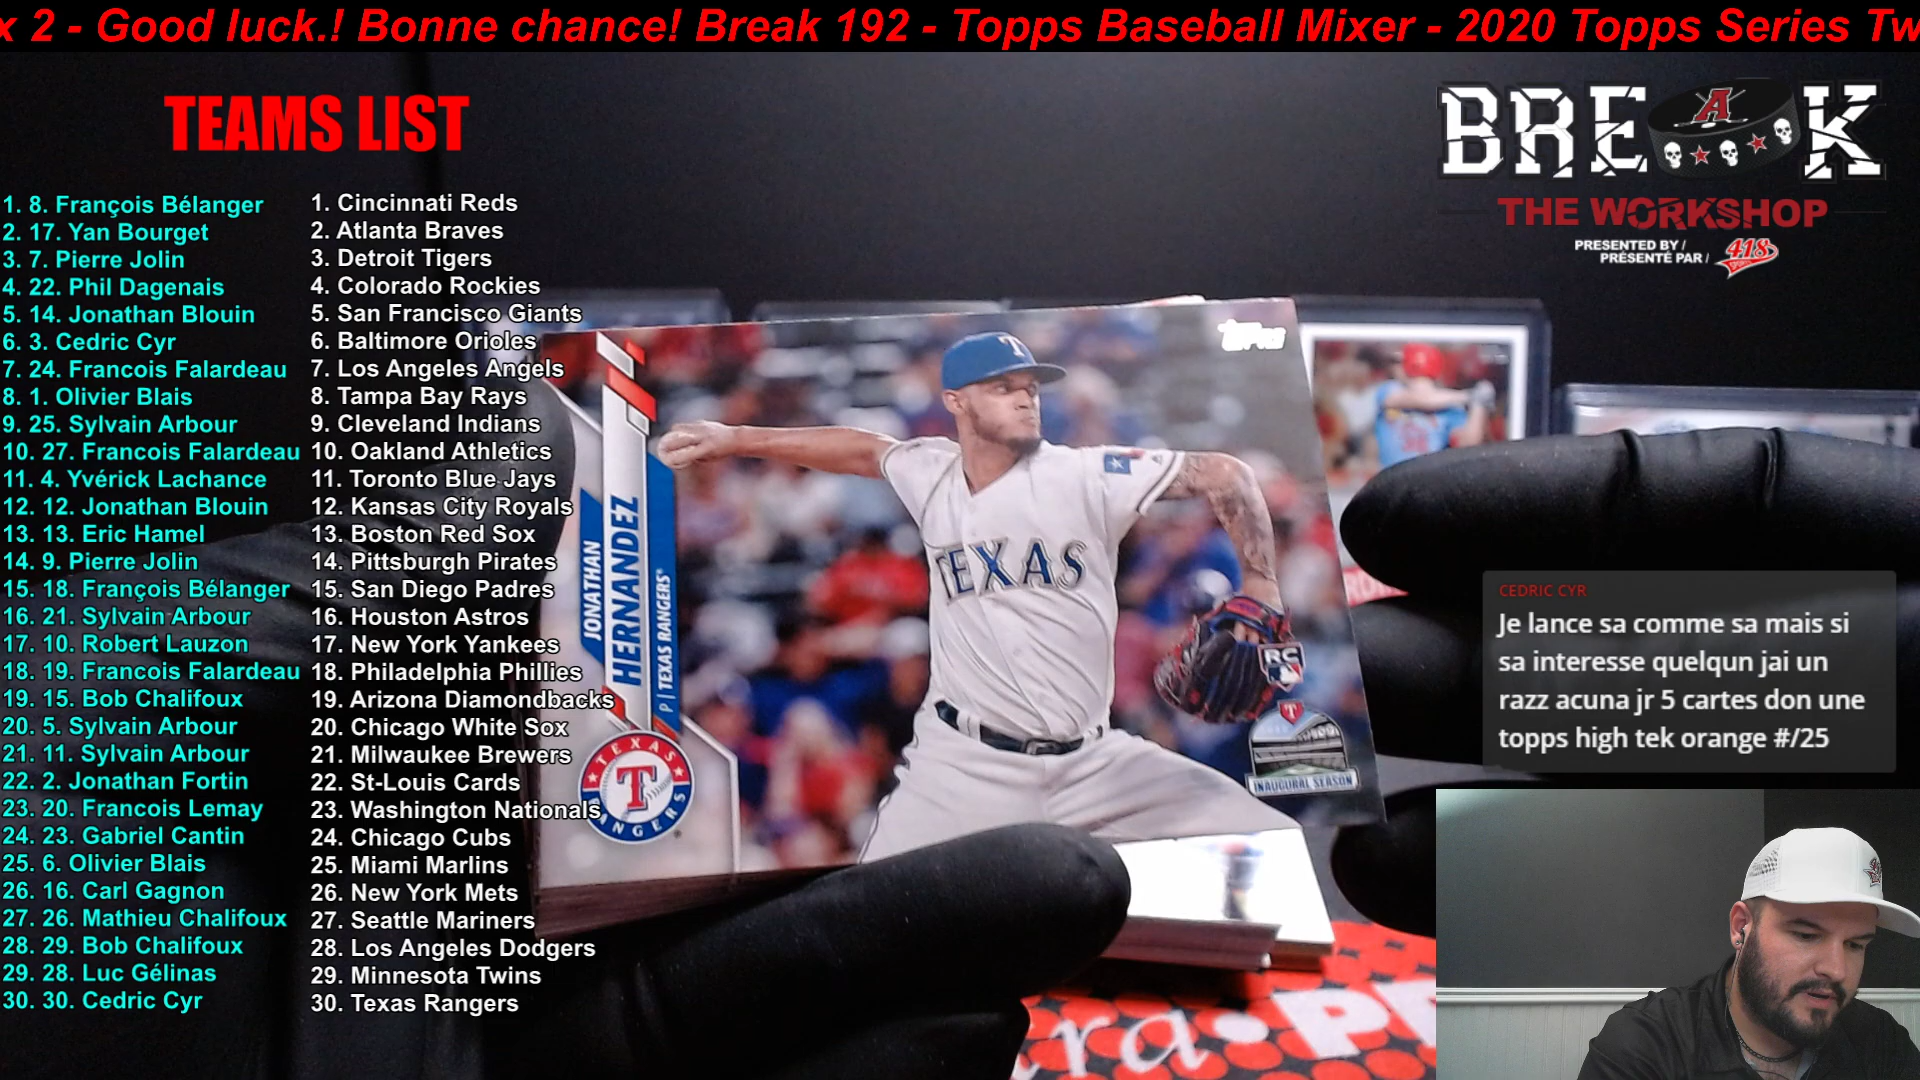 x 2 - Good luck.! Bonne chance! Break 192 - Topps Baseball Mixer - 2020 Topps Series Tw
TEAMS LIST
1. 8. François Bélanger
2. 17. Yan Bourget
3. 7. Pierre Jolin
4. 22. Phil Dagenais
5. 14. Jonathan Blouin
6. 3. Cedric Cyr
7. 24. Francois Falardeau
8. 1. Olivier Blais
9. 25. Sylvain Arbour
10. 27. Francois Falardeau
11. 4. Yvérick Lachance
12. 12. Jonathan Blouin
13. 13. Eric Hamel
14. 9. Pierre Jolin
15. 18. François Bélanger
16. 21. Sylvain Arbour
17. 10. Robert Lauzon
18. 19. Francois Falardeau
19. 15. Bob Chalifoux
20. 5. Sylvain Arbour
21. 11. Sylvain Arbour
22. 2. Jonathan Fortin
23. 20. Francois Lemay
24. 23. Gabriel Cantin
25. 6. Olivier Blais
26. 16. Carl Gagnon
27. 26. Mathieu Chalifoux
28. 29. Bob Chalifoux
29. 28. Luc Gélinas
30. 30. Cedric Cyr
1. Cincinnati Reds
2. Atlanta Braves
3. Detroit Tigers
4. Colorado Rockies
5. San Francisco Giants
6. Baltimore Orioles
7. Los Angeles Angels
8. Tampa Bay Rays
9. Cleveland Indians
10. Oakland Athletics
11. Toronto Blue Jays
12. Kansas City Royals
13. Boston Red Sox
14. Pittsburgh Pirates
15. San Diego Padres
16. Houston Astros
17. New York Yankees
18. Philadelphia Phillies
19. Arizona Diamondbacks
20. Chicago White Sox
21. Milwaukee Brewers
22. St-Louis Cards
23. Washington Nationals
24. Chicago Cubs
25. Miami Marlins
26. New York Mets
27. Seattle Mariners
28. Los Angeles Dodgers
29. Minnesota Twins
30. Texas Rangers
topps
JONATHAN
HERNANDEZ
P | TEXAS RANGERS®
TEXAS
T
RANGERS
T
TEXAS
RC
T
INAUGURAL SEASON
BRE K
A
THE WORKSHOP
PRESENTED BY /
PRÉSENTÉ PAR /
418
CEDRIC CYR
Je lance sa comme sa mais si
sa interesse quelqun jai un
razz acuna jr 5 cartes don une
topps high tek orange #/25